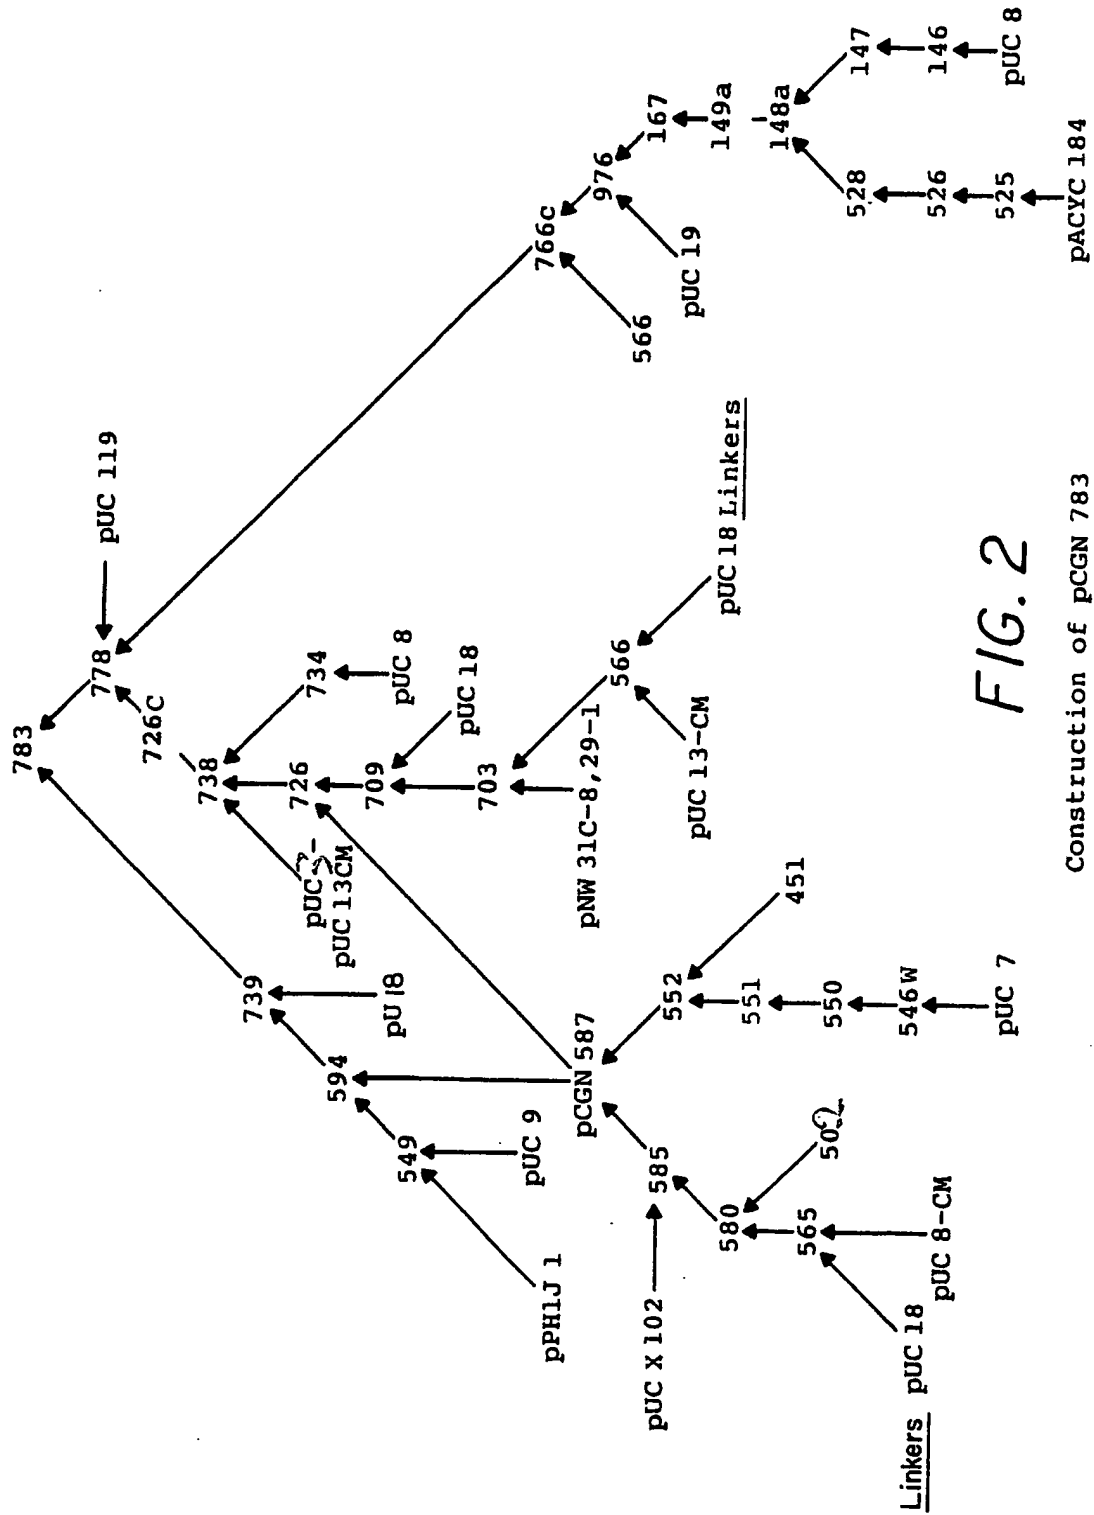 783
778
pUC 119
726C
738
734
pUC 8
726
709
pUC 18
703
pNW 31C-8,29-1
566
pUC 13-CM
pUC 18 Linkers
pUC
pUC 13CM
739
pU 18
594
549
pUC 9
pPH1J 1
pCGN 587
585
pUC X 102
580
502
565
pUC 8-CM
Linkers pUC 18
552
451
551
550
546W
pUC 7
766c
566
976
pUC 19
167
149a
148a
528
526
525
pACYC 184
147
146
pUC 8
FIG. 2
Construction of pCGN 783